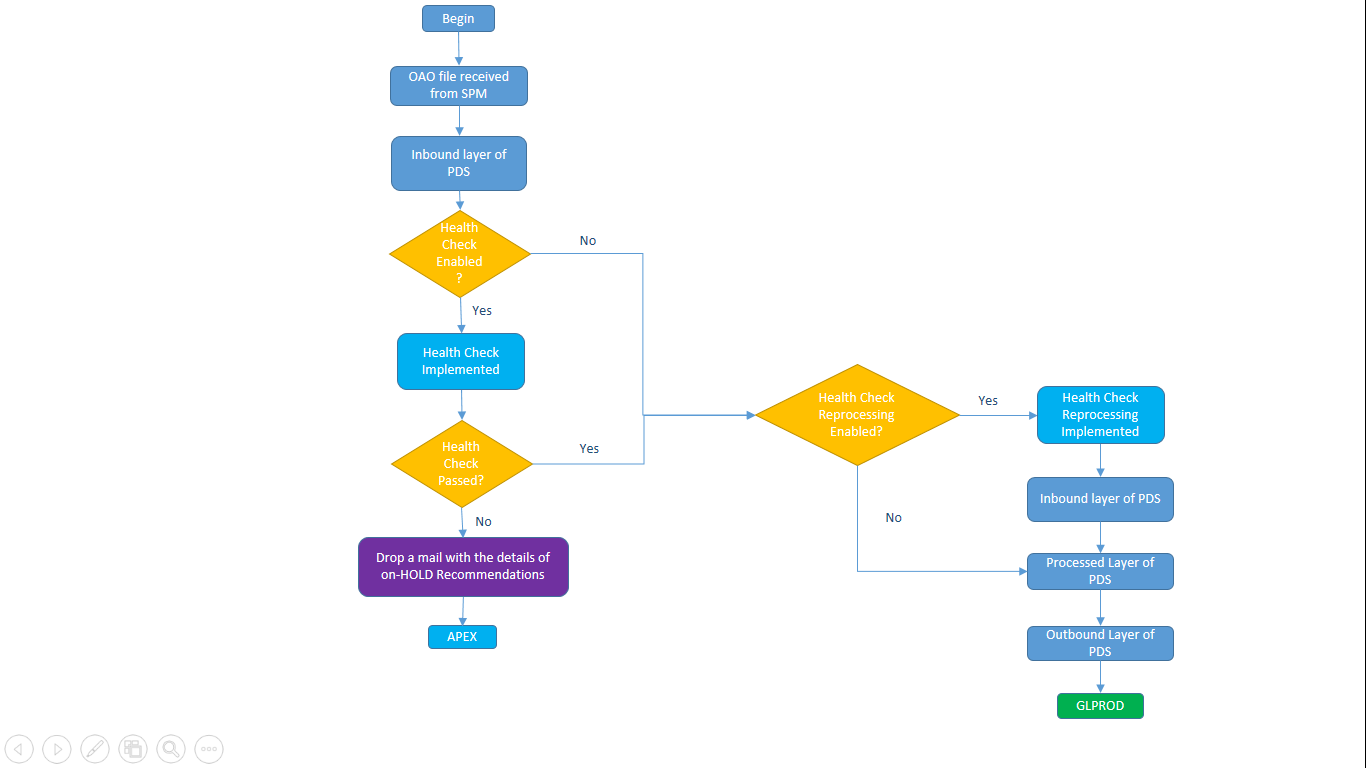 Begin
OAO file received
from SPM
Inbound layer of
PDS
Health
Check
Enabled
?
No
Yes
Health Check
Implemented
Health
Check
Passed?
Yes
No
Drop a mail with the details of
on-HOLD Recommendations
APEX
Health Check
Reprocessing
Enabled?
Yes
No
Health Check
Reprocessing
Implemented
Inbound layer of PDS
Processed Layer of
PDS
Outbound Layer of
PDS
GLPROD